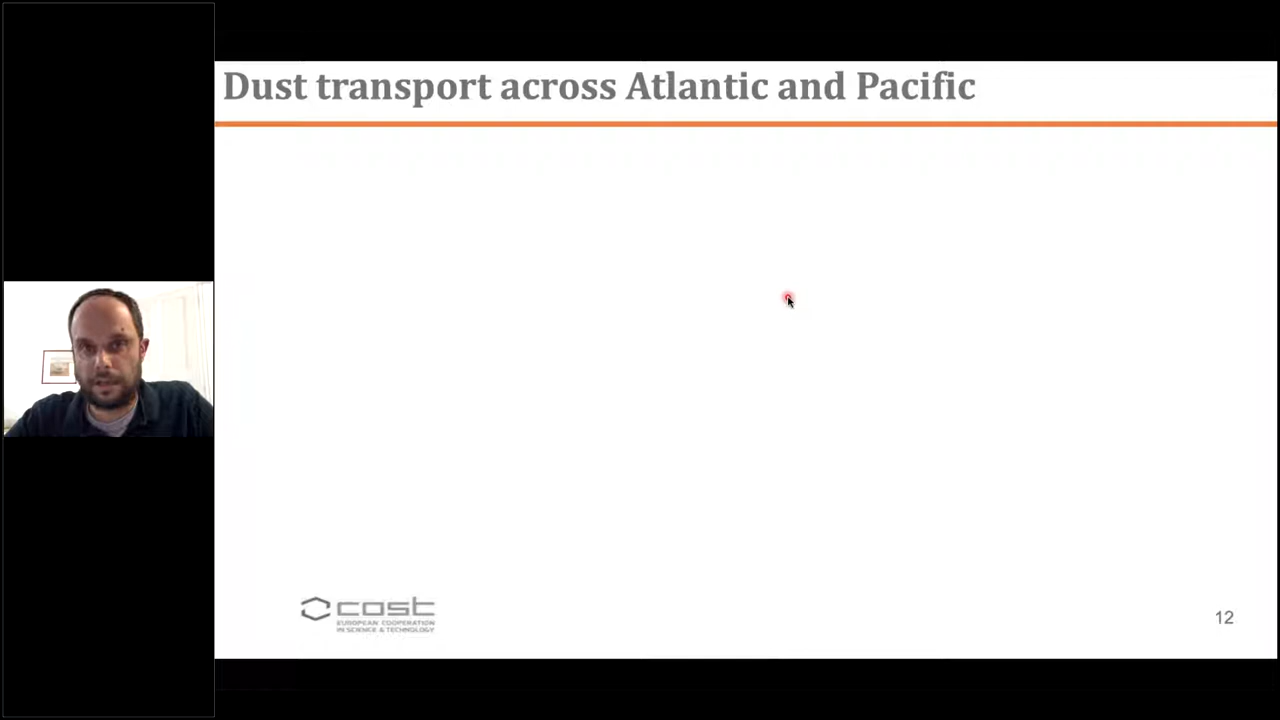 Dust transport across Atlantic and Pacific
cost
EUROPEAN COOPERATION
IN SCIENCE & TECHNOLOGY
12